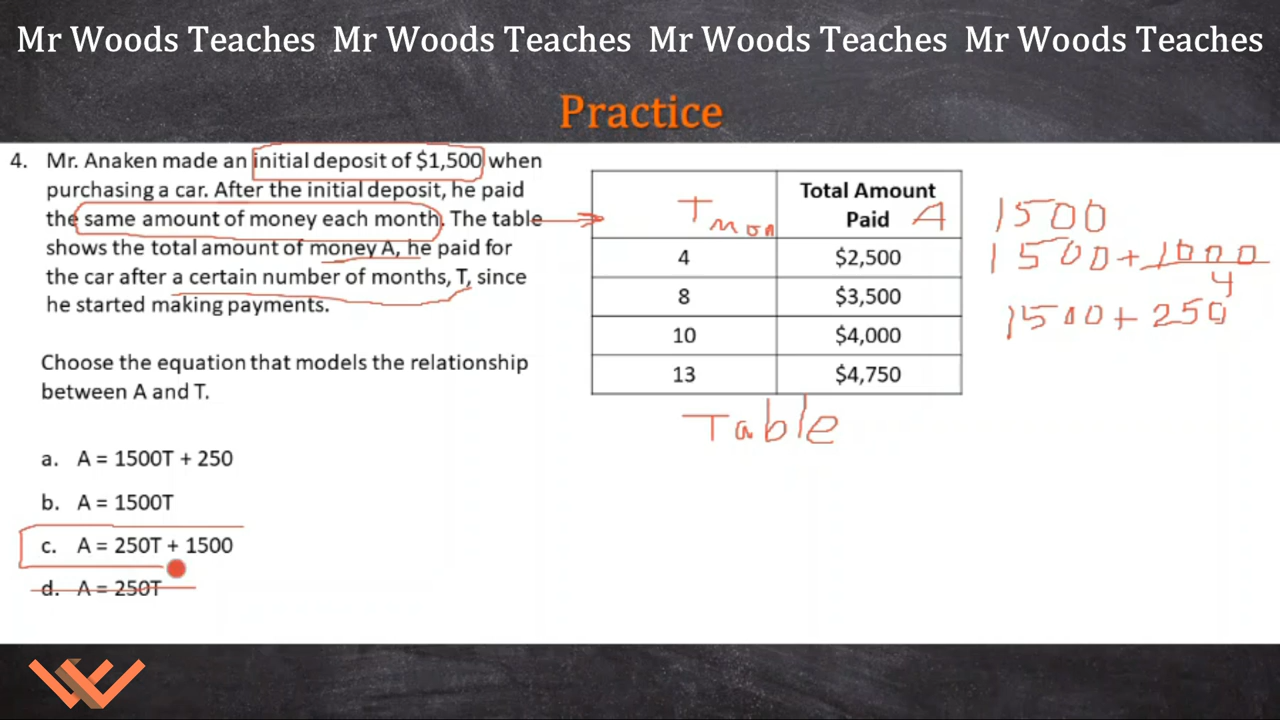 Mr Woods Teaches Mr Woods Teaches Mr Woods Teaches Mr Woods Teaches
Practice
4. Mr. Anaken made an initial deposit of $1,500 when
purchasing a car. After the initial deposit, he paid
the same amount of money each month. The table
shows the total amount of money A, he paid for
the car after a certain number of months, T, since
he started making payments.
Choose the equation that models the relationship
between A and T.
a. A = 1500T + 250
b. A = 1500T
c. A = 250T + 1500
d. A = 250T
T mon
Total Amount
Paid A
4 $2,500
8 $3,500
10 $4,000
13 $4,750
Table
1500
1500 + 1000
4
1500 + 250